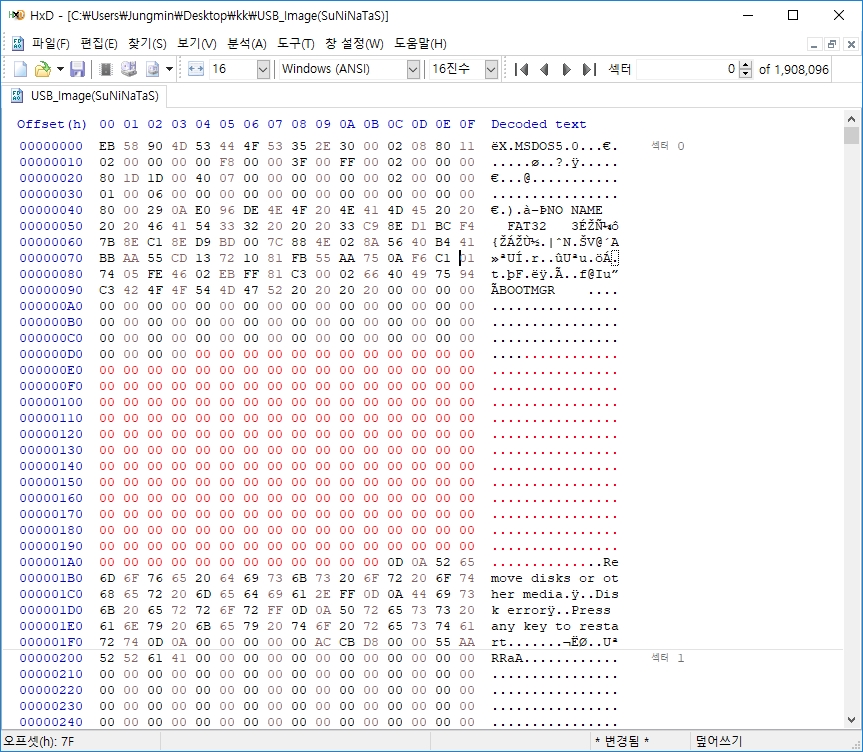 HxD - [C:₩Users₩Jungmin₩Desktop₩kk₩USB_Image(SuNiNaTaS)]
파일(F) 편집(E) 찾기(S) 보기(V) 분석(A) 도구(T) 창 설정(W) 도움말(H)
16 Windows (ANSI) 16진수 섹터 0 of 1,908,096
USB_Image(SuNiNaTaS)
Offset(h) 00 01 02 03 04 05 06 07 08 09 0A 0B 0C 0D 0E 0F Decoded text
00000000 EB 58 90 4D 53 44 4F 53 35 2E 30 00 02 08 80 11 ëX.MSDOS5.0...€. 섹터 0
00000010 02 00 00 00 00 F8 00 00 3F 00 FF 00 02 00 00 00 .....ø..?.ÿ.....
00000020 80 1D 1D 00 40 07 00 00 00 00 00 00 02 00 00 00 €...@...........
00000030 01 00 06 00 00 00 00 00 00 00 00 00 00 00 00 00 ................
00000040 80 00 29 0A E0 96 DE 4E 4F 20 4E 41 4D 45 20 20 €.).à–ÞNO NAME
00000050 20 20 46 41 54 33 32 20 20 20 33 C9 8E D1 BC F4 FAT32 3ÉŽÑ¼ô
00000060 7B 8E C1 8E D9 BD 00 7C 88 4E 02 8A 56 40 B4 41 {ŽÁŽÙ½.|ˆN.ŠV@´A
00000070 BB AA 55 CD 13 72 10 81 FB 55 AA 75 0A F6 C1 01 »ªUÍ.r..ûUªu.öÁ.
00000080 74 05 FE 46 02 EB FF 81 C3 00 02 66 40 49 75 94 t.þF.ëÿ.Ã..f@Iu”
00000090 C3 42 4F 4F 54 4D 47 52 20 20 20 20 00 00 00 00 ÃBOOTMGR ....
000000A0 00 00 00 00 00 00 00 00 00 00 00 00 00 00 00 00 ................
000000B0 00 00 00 00 00 00 00 00 00 00 00 00 00 00 00 00 ................
000000C0 00 00 00 00 00 00 00 00 00 00 00 00 00 00 00 00 ................
000000D0 00 00 00 00 00 00 00 00 00 00 00 00 00 00 00 00 ................
000000E0 00 00 00 00 00 00 00 00 00 00 00 00 00 00 00 00 ................
000000F0 00 00 00 00 00 00 00 00 00 00 00 00 00 00 00 00 ................
00000100 00 00 00 00 00 00 00 00 00 00 00 00 00 00 00 00 ................
00000110 00 00 00 00 00 00 00 00 00 00 00 00 00 00 00 00 ................
00000120 00 00 00 00 00 00 00 00 00 00 00 00 00 00 00 00 ................
00000130 00 00 00 00 00 00 00 00 00 00 00 00 00 00 00 00 ................
00000140 00 00 00 00 00 00 00 00 00 00 00 00 00 00 00 00 ................
00000150 00 00 00 00 00 00 00 00 00 00 00 00 00 00 00 00 ................
00000160 00 00 00 00 00 00 00 00 00 00 00 00 00 00 00 00 ................
00000170 00 00 00 00 00 00 00 00 00 00 00 00 00 00 00 00 ................
00000180 00 00 00 00 00 00 00 00 00 00 00 00 00 00 00 00 ................
00000190 00 00 00 00 00 00 00 00 00 00 00 00 00 00 00 00 ................
000001A0 00 00 00 00 00 00 00 00 00 00 00 00 0D 0A 52 65 ..............Re
000001B0 6D 6F 76 65 20 64 69 73 6B 73 20 6F 72 20 6F 74 move disks or ot
000001C0 68 65 72 20 6D 65 64 69 61 2E FF 0D 0A 44 69 73 her media.ÿ..Dis
000001D0 6B 20 65 72 72 6F 72 FF 0D 0A 50 72 65 73 73 20 k errorÿ..Press
000001E0 61 6E 79 20 6B 65 79 20 74 6F 20 72 65 73 74 61 any key to resta
000001F0 72 74 0D 0A 00 00 00 00 00 AC CB D8 00 00 55 AA rt.......¬ËØ..Uª
00000200 52 52 61 41 00 00 00 00 00 00 00 00 00 00 00 00 RRaA............ 섹터 1
00000210 00 00 00 00 00 00 00 00 00 00 00 00 00 00 00 00 ................
00000220 00 00 00 00 00 00 00 00 00 00 00 00 00 00 00 00 ................
00000230 00 00 00 00 00 00 00 00 00 00 00 00 00 00 00 00 ................
00000240 00 00 00 00 00 00 00 00 00 00 00 00 00 00 00 00 ................
오프셋(h): 7F * 변경됨 * 덮어쓰기